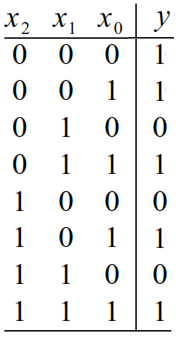 x₂ x₁ x₀ y
0 0 0 1
0 0 1 1
0 1 0 0
0 1 1 1
1 0 0 0
1 0 1 1
1 1 0 0
1 1 1 1